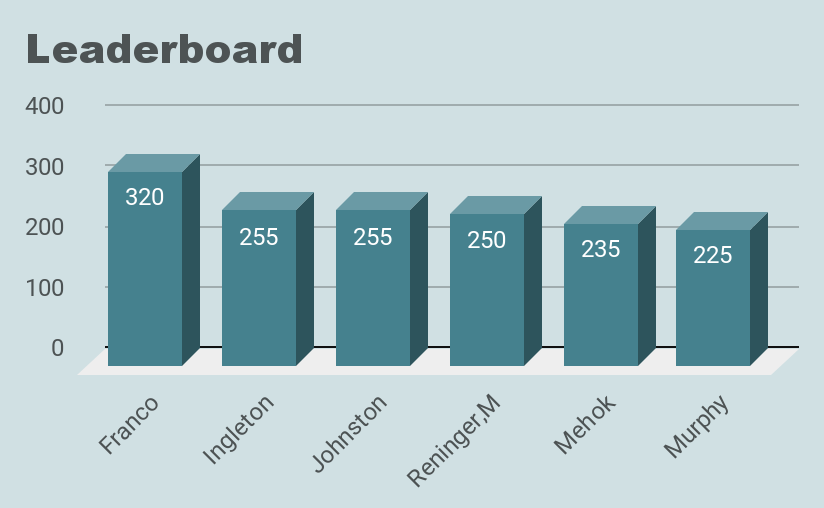 Leaderboard
400
300
200
100
0
320
255
255
250
235
225
Franco
Ingleton
Johnston
Reninger,M
Mehok
Murphy